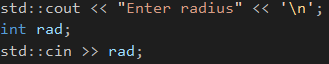 std::cout << "Enter radius" << '\n';
int rad;
std::cin >> rad;